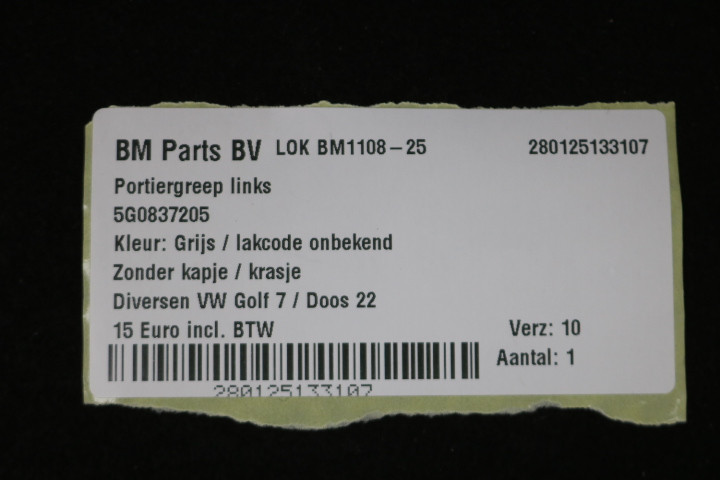 BM Parts BV LOK BM1108-25 280125133107
Portiergreep links
5G0837205
Kleur: Grijs / lakcode onbekend
Zonder kapje / krasje
Diversen VW Golf 7 / Doos 22
15 Euro incl. BTW Verz: 10
Aantal: 1
280125133107